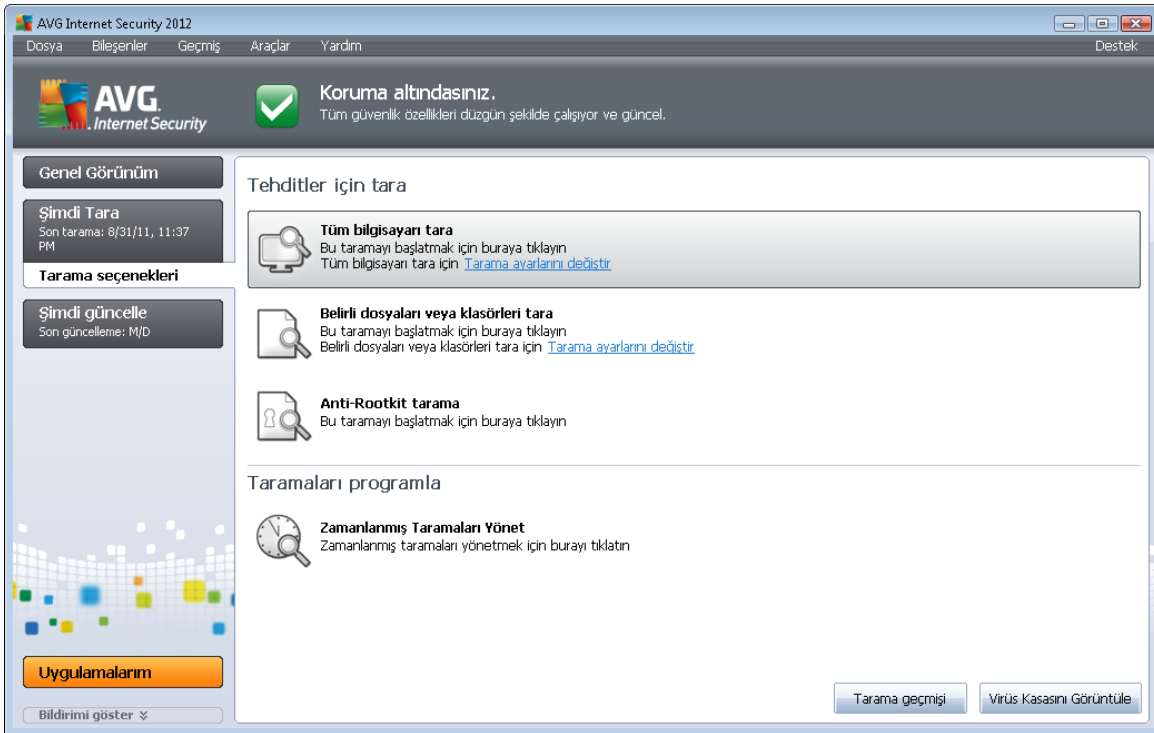 AVG Internet Security 2012
Dosya Bileşenler Geçmiş Araçlar Yardım Destek
AVG.
Internet Security
Koruma altındasınız.
Tüm güvenlik özellikleri düzgün şekilde çalışıyor ve güncel.
Genel Görünüm
Şimdi Tara
Son tarama: 8/31/11, 11:37
PM
Tarama seçenekleri
Şimdi güncelle
Son güncelleme: M/D
Uygulamalarım
Bildirimi göster
Tehditler için tara
Tüm bilgisayarı tara
Bu taramayı başlatmak için buraya tıklayın
Tüm bilgisayarı tara için Tarama ayarlarını değiştir
Belirli dosyaları veya klasörleri tara
Bu taramayı başlatmak için buraya tıklayın
Belirli dosyaları veya klasörleri tara için Tarama ayarlarını değiştir
Anti-Rootkit tarama
Bu taramayı başlatmak için buraya tıklayın
Taramaları programla
Zamanlanmış Taramaları Yönet
Zamanlanmış taramaları yönetmek için burayı tıklatın
Tarama geçmişi
Virüs Kasasını Görüntüle